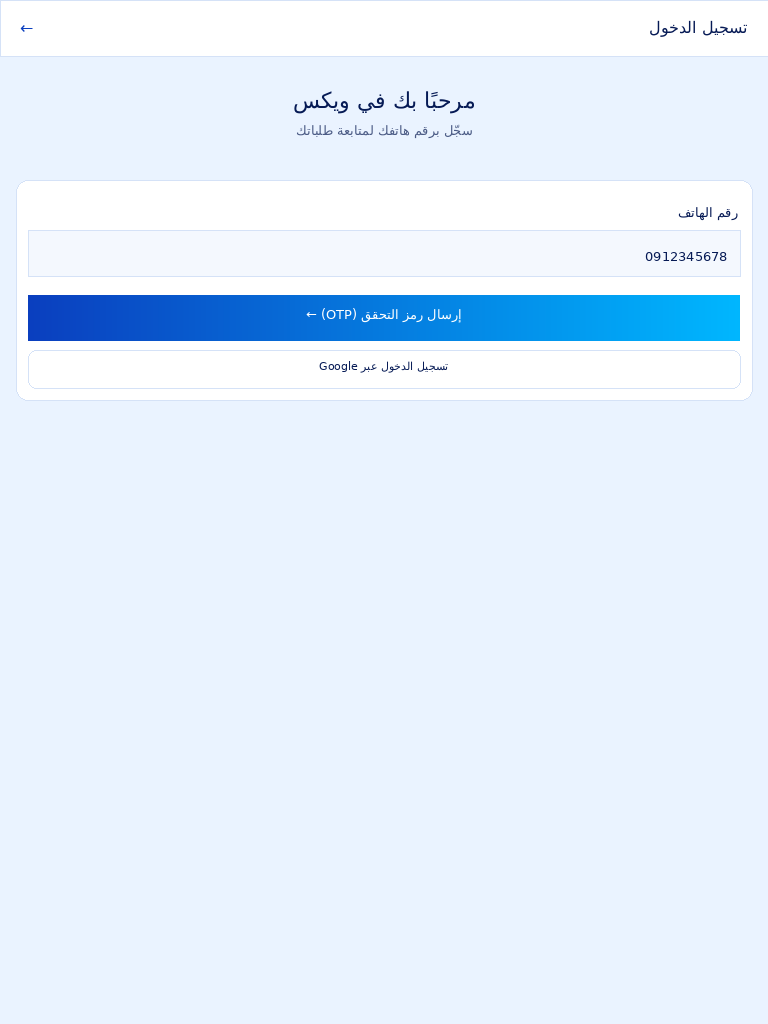 تسجيل الدخول ←
مرحبًا بك في ويكس
سجّل برقم هاتفك لمتابعة طلباتك
رقم الهاتف
0912345678
إرسال رمز التحقق (OTP) ←
تسجيل الدخول عبر Google